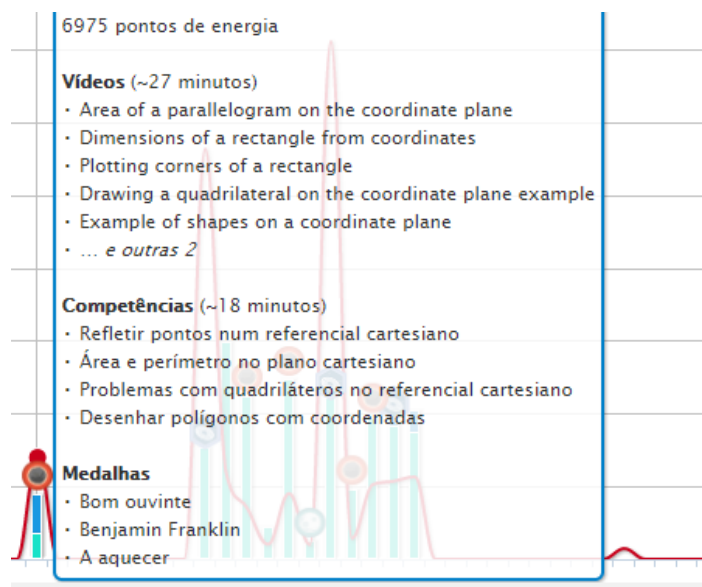 6975 pontos de energia
Vídeos (~27 minutos)
· Area of a parallelogram on the coordinate plane
· Dimensions of a rectangle from coordinates
· Plotting corners of a rectangle
· Drawing a quadrilateral on the coordinate plane example
· Example of shapes on a coordinate plane
· ... e outras 2
Competências (~18 minutos)
· Refletir pontos num referencial cartesiano
· Área e perímetro no plano cartesiano
· Problemas com quadriláteros no referencial cartesiano
· Desenhar polígonos com coordenadas
Medalhas
· Bom ouvinte
· Benjamin Franklin
· A aquecer